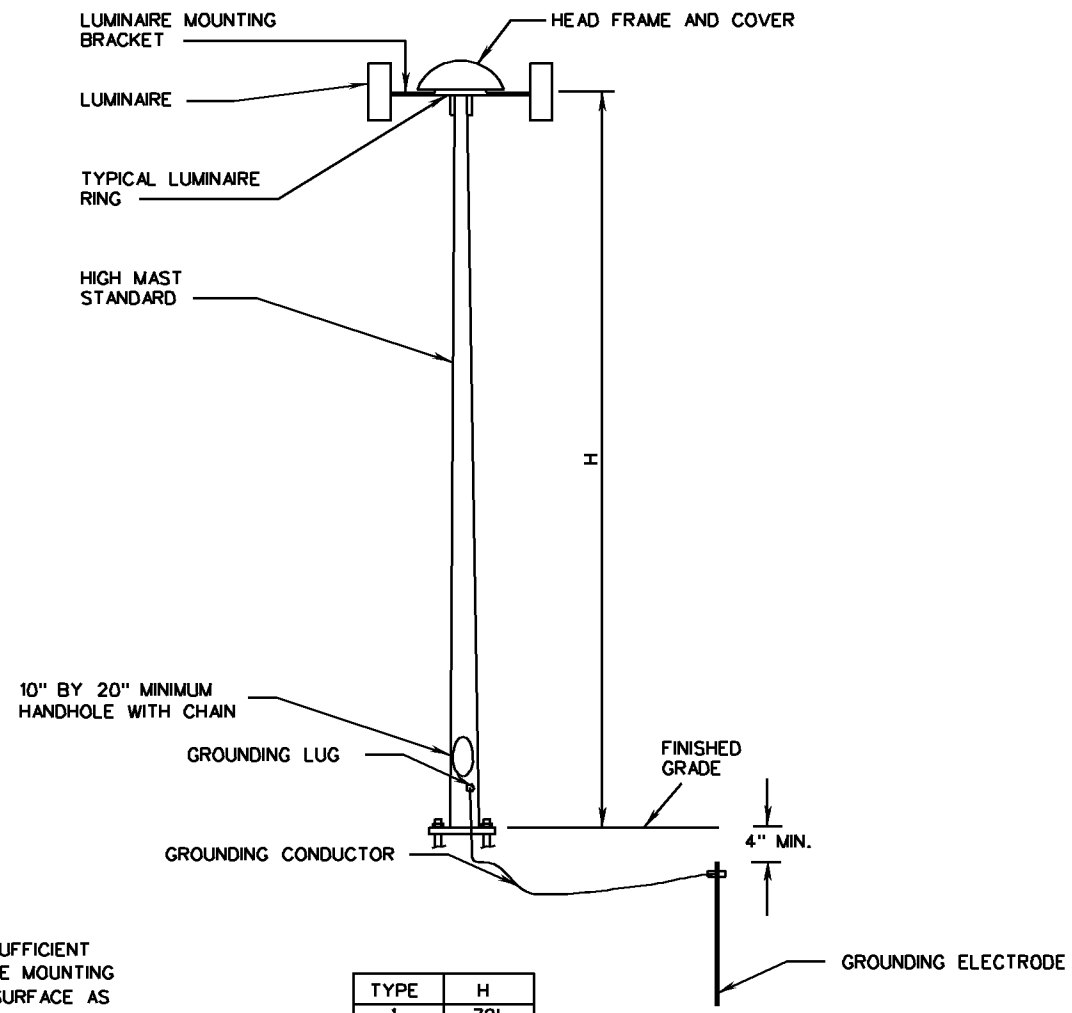 LUMINAIRE MOUNTING
BRACKET
HEAD FRAME AND COVER
LUMINAIRE
TYPICAL LUMINAIRE
RING
HIGH MAST
STANDARD
H
10" BY 20" MINIMUM
HANDHOLE WITH CHAIN
GROUNDING LUG
FINISHED
GRADE
4" MIN.
GROUNDING CONDUCTOR
GROUNDING ELECTRODE
UFFICIENT
E MOUNTING
SURFACE AS
TYPE H